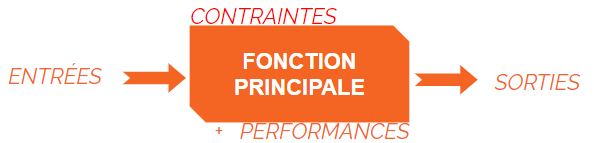 CONTRAINTES
ENTRÉES
FONCTION
PRINCIPALE
SORTIES
+ PERFORMANCES